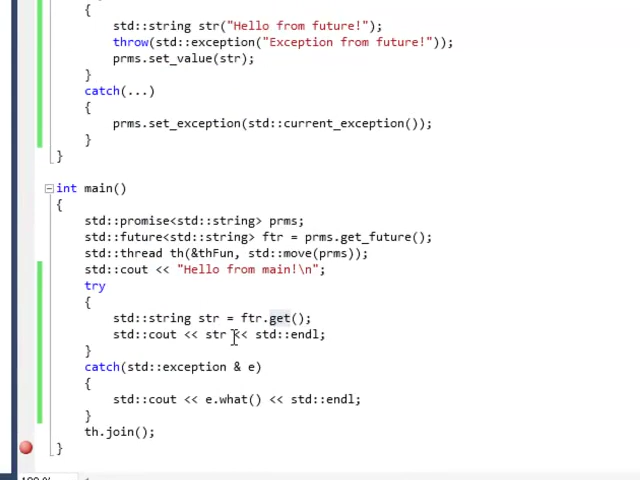 {
std::string str("Hello from future!");
throw(std::exception("Exception from future!"));
prms.set_value(str);
}
catch(...)
{
prms.set_exception(std::current_exception());
}
}
int main()
{
std::promise<std::string> prms;
std::future<std::string> ftr = prms.get_future();
std::thread th(&thFun, std::move(prms));
std::cout << "Hello from main!\n";
try
{
std::string str = ftr.get();
std::cout << str << std::endl;
}
catch(std::exception & e)
{
std::cout << e.what() << std::endl;
}
th.join();
}